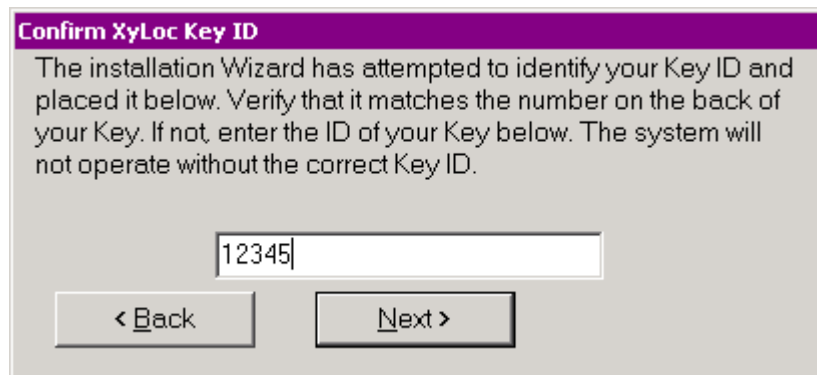 Confirm XyLoc Key ID
The installation Wizard has attempted to identify your Key ID and
placed it below. Verify that it matches the number on the back of
your Key. If not, enter the ID of your Key below. The system will
not operate without the correct Key ID.
12345
< Back
Next >